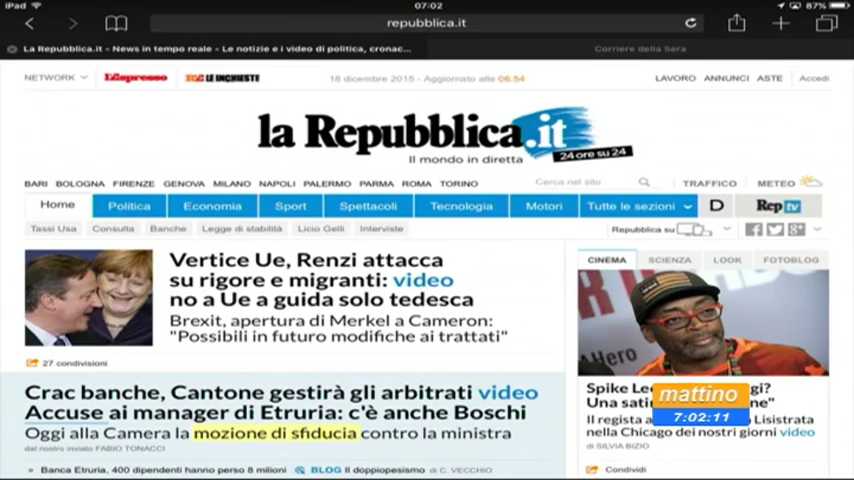 iPad
07:02
87%
repubblica.it
La Repubblica.it - News in tempo reale - Le notizie e i video di politica, cronac...
Corriere della Sera
NETWORK
L'Espresso
LE INCHIESTE
18 dicembre 2015 - Aggiornato alle 06.54
LAVORO ANNUNCI ASTE Accedi
la Repubblica.it
Il mondo in diretta
24 ore su 24
BARI BOLOGNA FIRENZE GENOVA MILANO NAPOLI PALERMO PARMA ROMA TORINO
Cerca nel sito
TRAFFICO
METEO
Home Politica Economia Sport Spettacoli Tecnologia Motori Tutte le sezioni D Rep tv
Tassi Usa Consulta Banche Legge di stabilità Licio Gelli Interviste
Repubblica su
Vertice Ue, Renzi attacca
su rigore e migranti: video
no a Ue a guida solo tedesca
Brexit, apertura di Merkel a Cameron:
"Possibili in futuro modifiche ai trattati"
27 condivisioni
Crac banche, Cantone gestirà gli arbitrati video
Accuse ai manager di Etruria: c'è anche Boschi
Oggi alla Camera la mozione di sfiducia contro la ministra
dal nostro inviato FABIO TONACCI
Banca Etruria, 400 dipendenti hanno perso 8 milioni
BLOG Il doppiopesismo di C. VECCHIO
CINEMA SCIENZA LOOK FOTOBLOG
AHero
Spike Le gi?
Una sati e"
Il regista a Lisistrata
nella Chicago dei nostri giorni video
di SILVIA BIZIO
Condividi
mattino
7:02:11